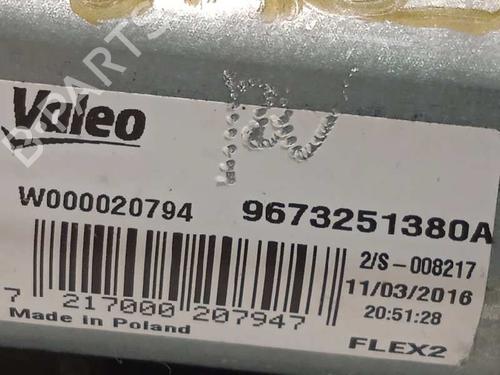 Valeo
W000020794 9673251380A
2/S-008217
11/03/2016
20:51:28
7 217000 207947
Made in Poland
FLEX2